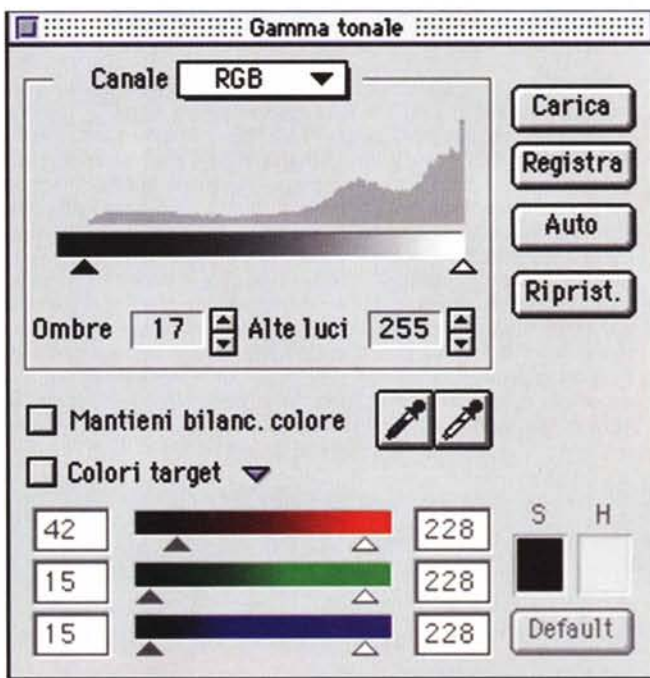 Gamma tonale
Canale RGB
Carica
Registra
Auto
Riprist.
Ombre 17 Alte luci 255
Mantieni bilanc. colore
Colori target
S H
42 228
15 228
15 228
Default